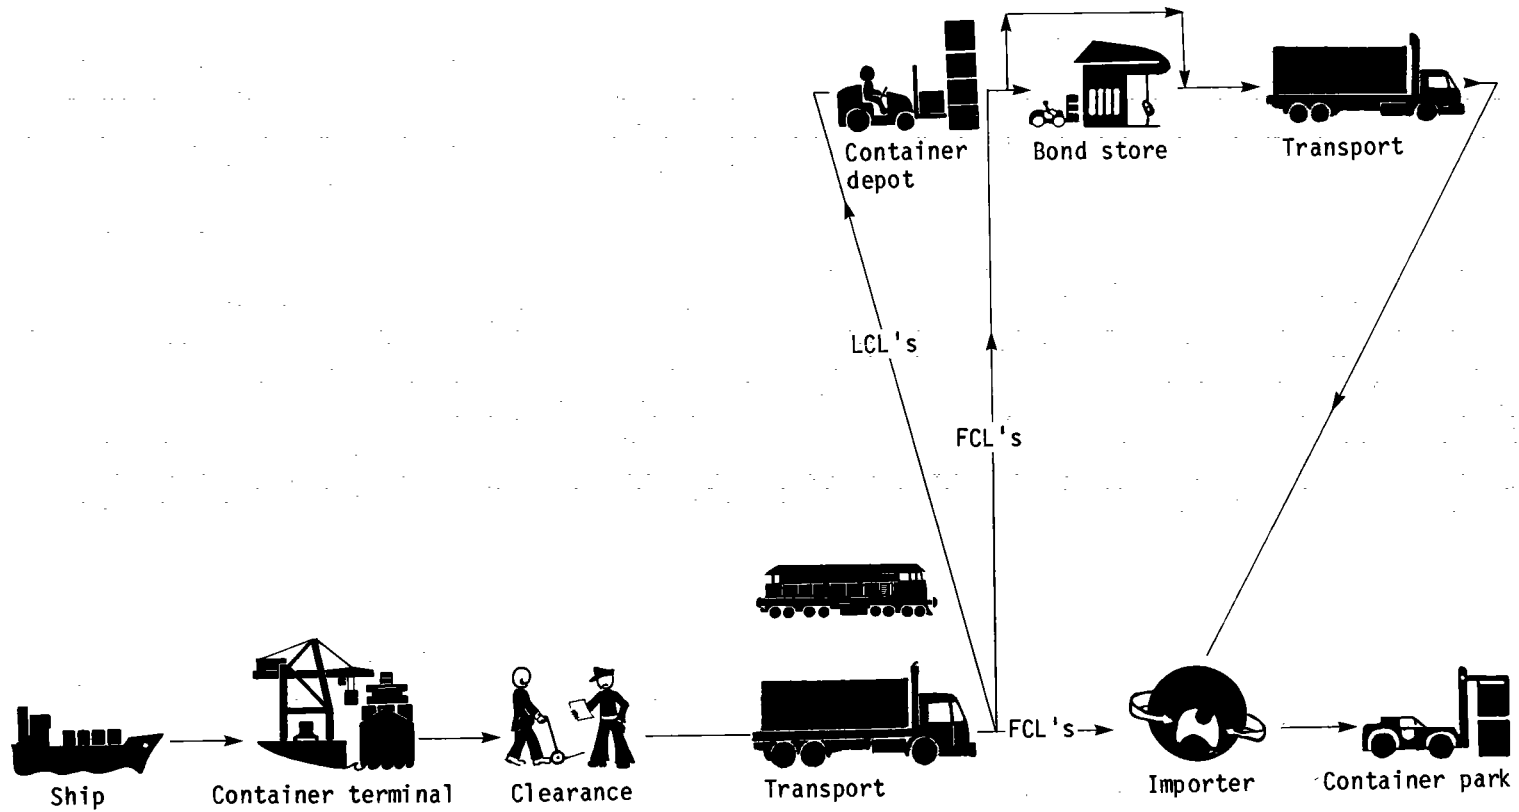 Container
depot
Bond store
Transport
LCL's
FCL's
FCL's
Ship
Container terminal
Clearance
Transport
Importer
Container park